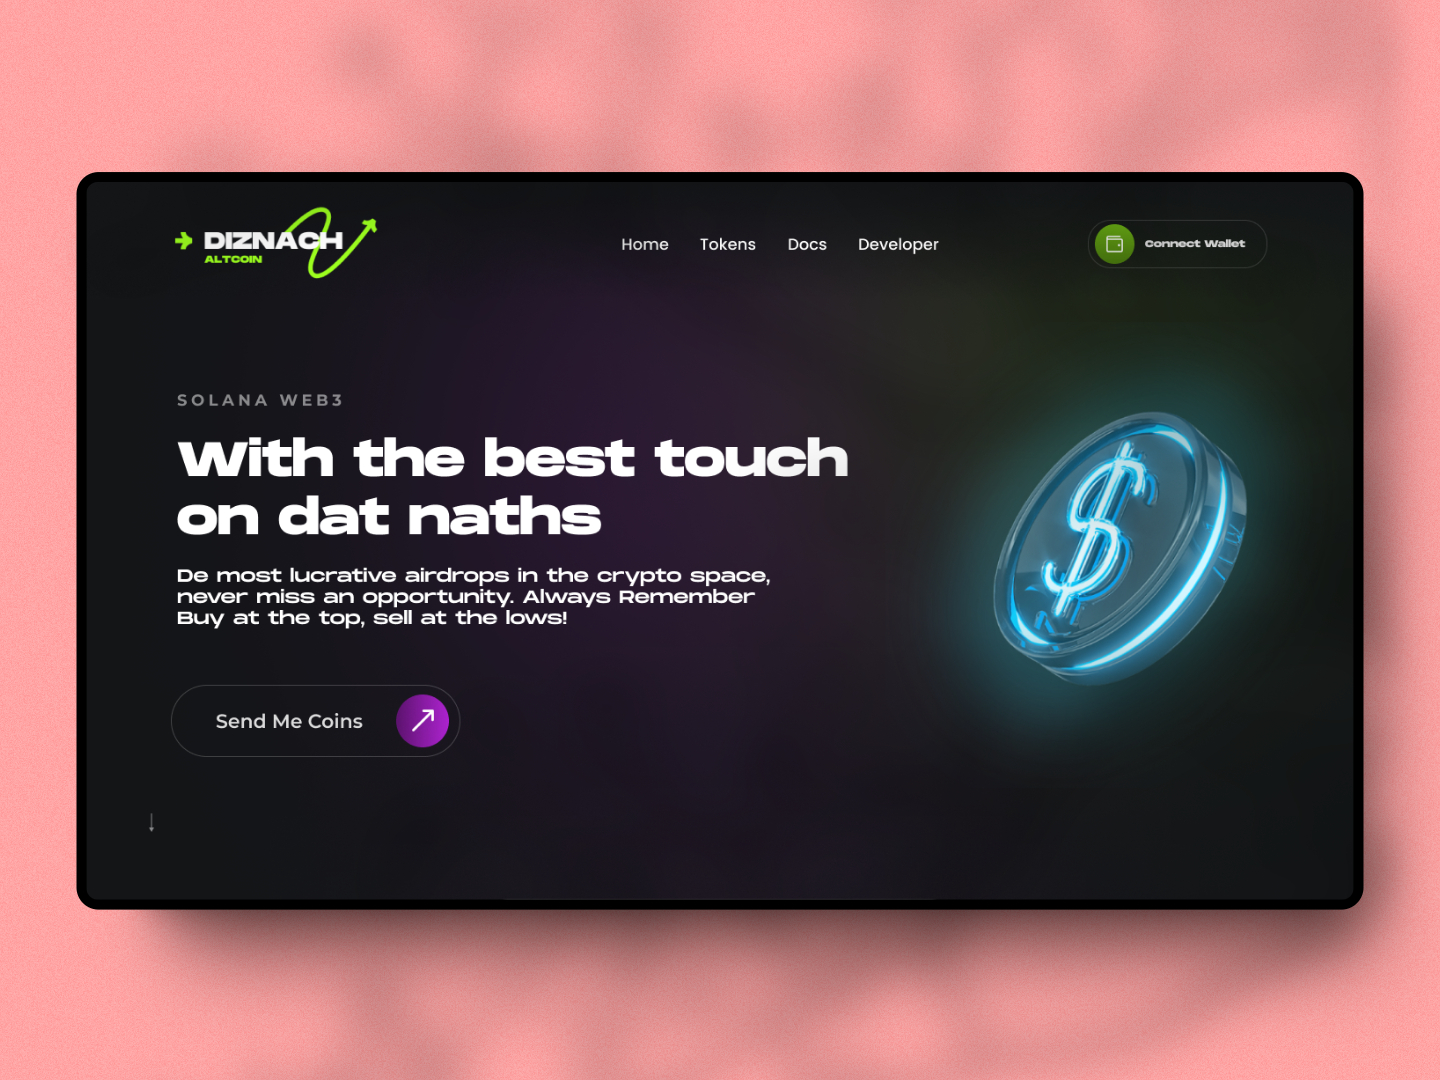 DIZNACH
ALTCOIN
Home
Tokens
Docs
Developer
Connect Wallet
SOLANA WEB3
With the best touch
on dat naths
De most lucrative airdrops in the crypto space,
never miss an opportunity. Always Remember
Buy at the top, sell at the lows!
Send Me Coins
$